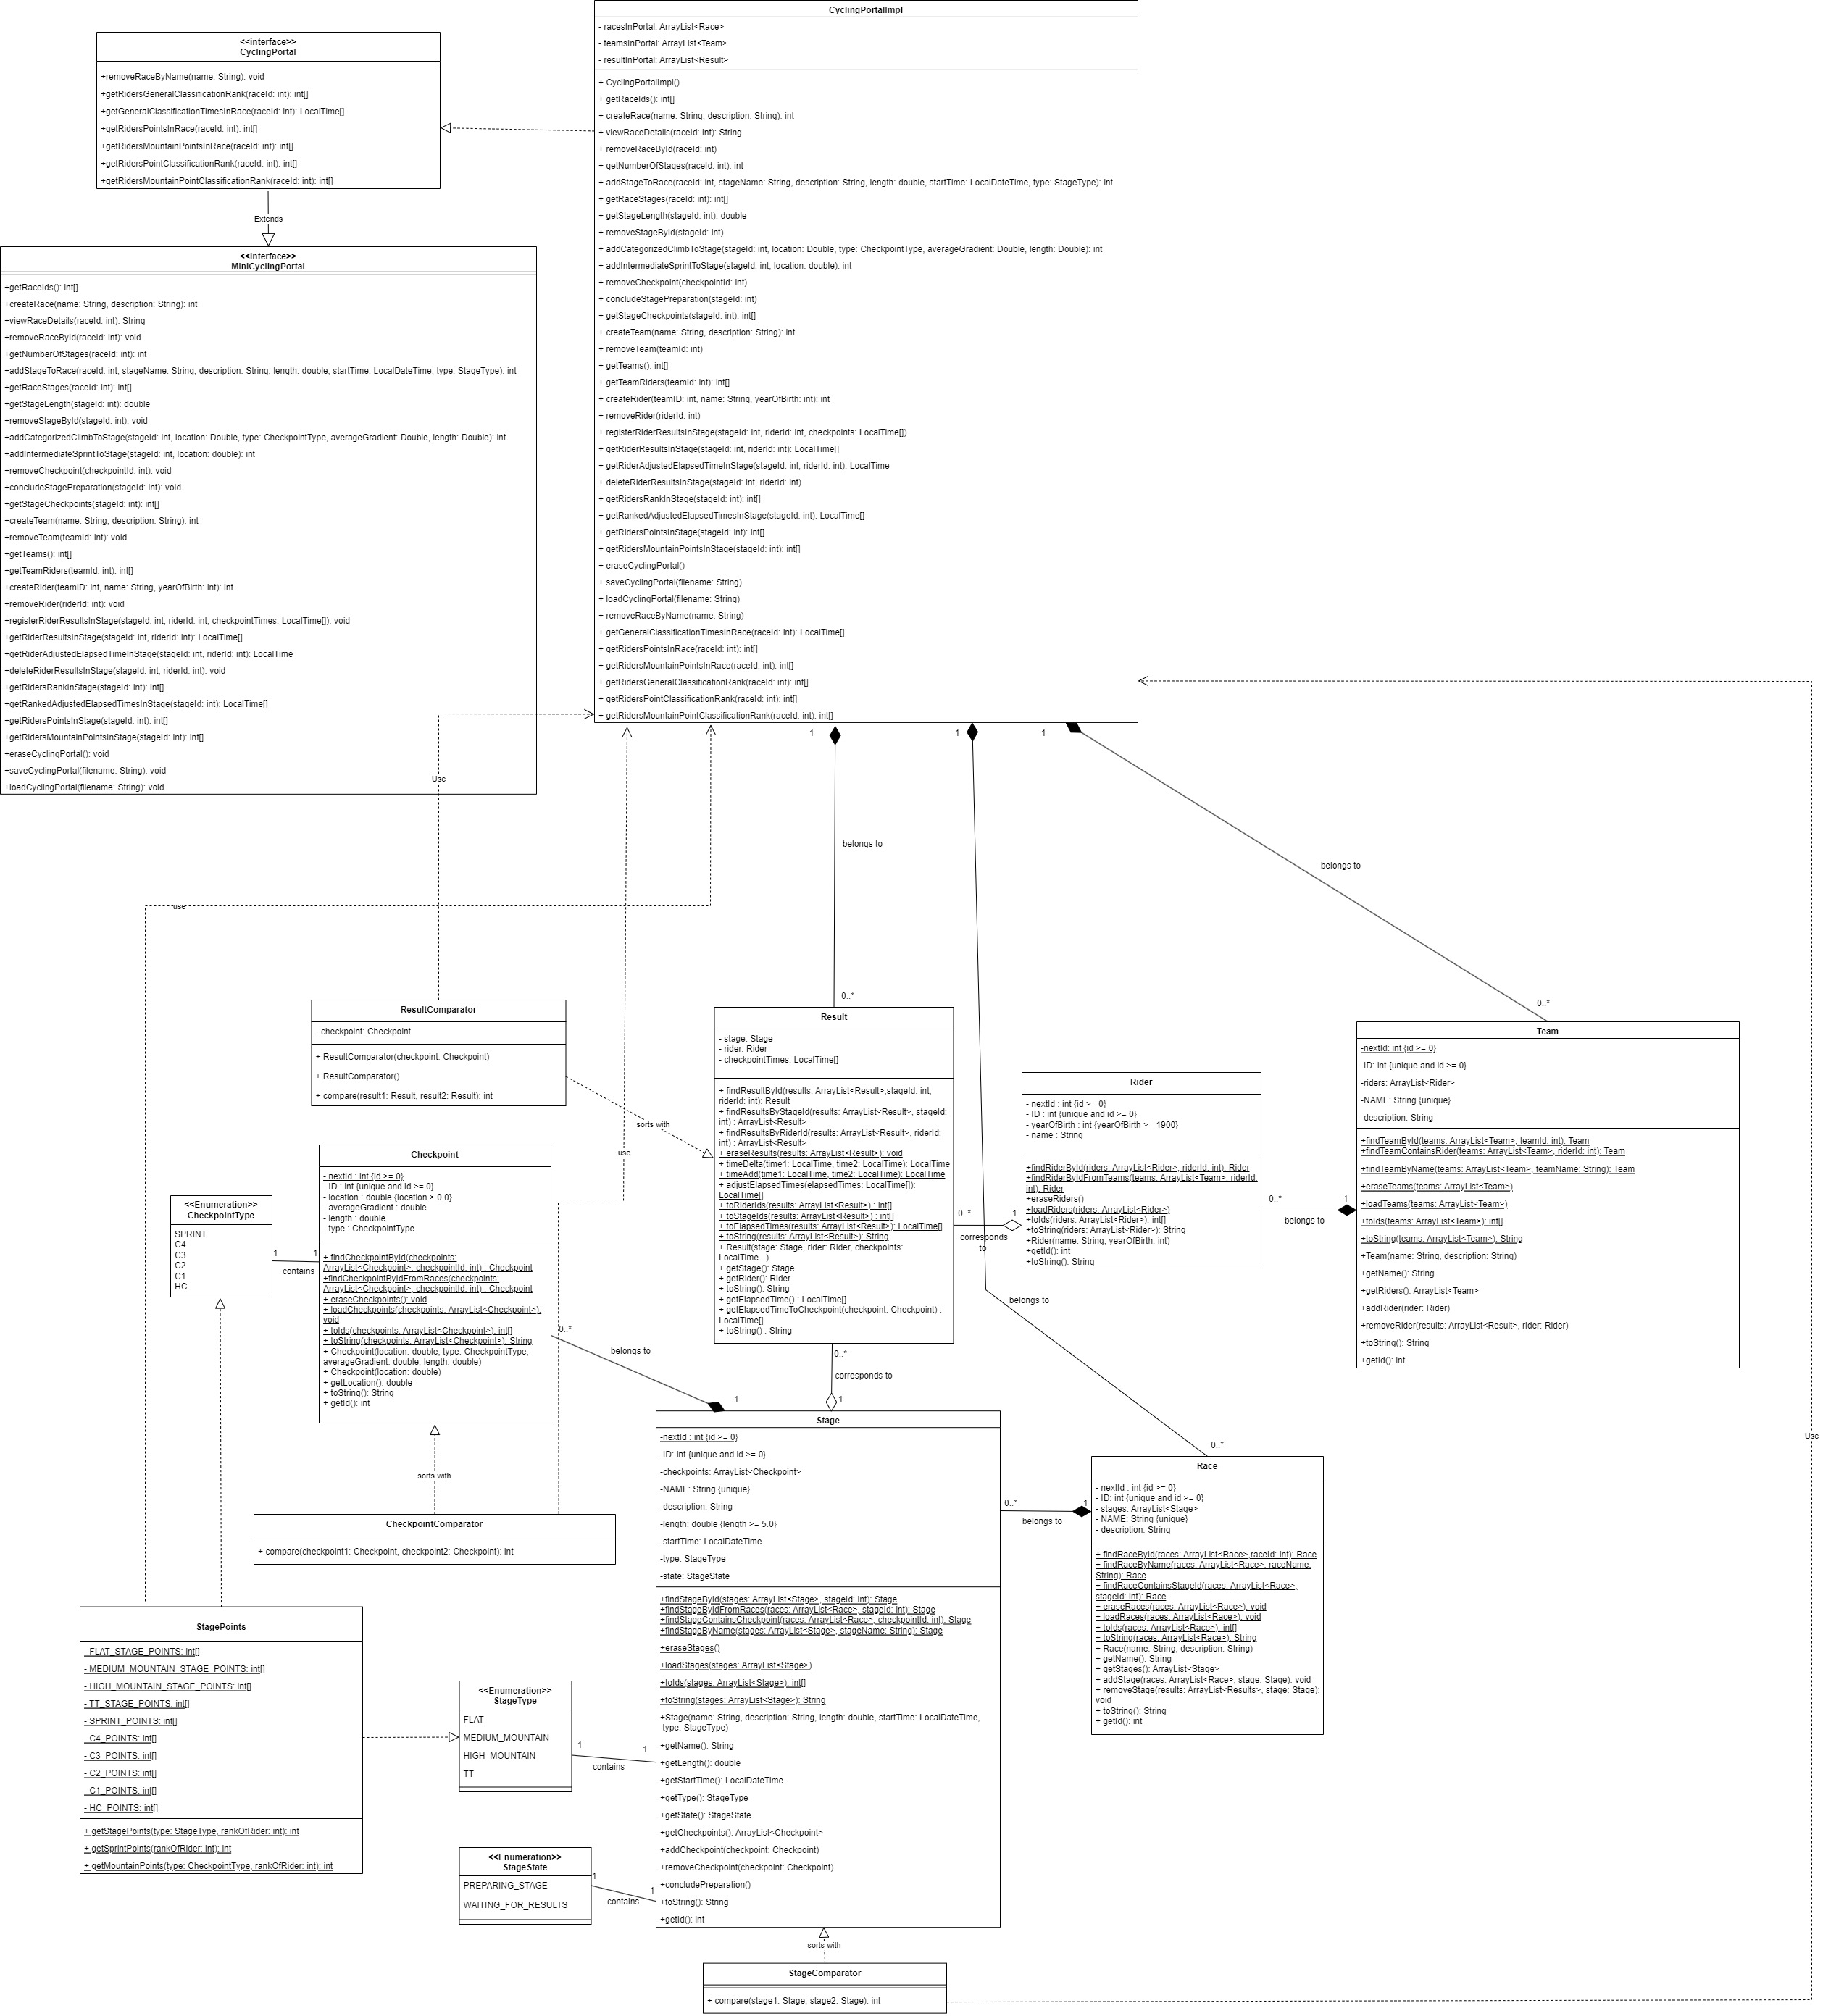 CyclingPortalImpl
- racesInPortal: ArrayList<Race>
- teamsInPortal: ArrayList<Team>
- resultInPortal: ArrayList<Result>
+ CyclingPortalImpl()
+ getRaceIds(): int[]
+ createRace(name: String, description: String): int
+ viewRaceDetails(raceId: int): String
+ removeRaceById(raceId: int)
+ getNumberOfStages(raceId: int): int
+ addStageToRace(raceId: int, stageName: String, description: String, length: double, startTime: LocalDateTime, type: StageType): int
+ getRaceStages(raceId: int): int[]
+ getStageLength(stageId: int): double
+ removeStageById(stageId: int)
+ addCategorizedClimbToStage(stageId: int, location: Double, type: CheckpointType, averageGradient: Double, length: Double): int
+ addIntermediateSprintToStage(stageId: int, location: double): int
+ removeCheckpoint(checkpointId: int)
+ concludeStagePreparation(stageId: int)
+ getStageCheckpoints(stageId: int): int[]
+ createTeam(name: String, description: String): int
+ removeTeam(teamId: int)
+ getTeams(): int[]
+ getTeamRiders(teamId: int): int[]
+ createRider(teamID: int, name: String, yearOfBirth: int): int
+ removeRider(riderId: int)
+ registerRiderResultsInStage(stageId: int, riderId: int, checkpoints: LocalTime[])
+ getRiderResultsInStage(stageId: int, riderId: int): LocalTime[]
+ getRiderAdjustedElapsedTimeInStage(stageId: int, riderId: int): LocalTime
+ deleteRiderResultsInStage(stageId: int, riderId: int)
+ getRidersRankInStage(stageId: int): int[]
+ getRankedAdjustedElapsedTimesInStage(stageId: int): LocalTime[]
+ getRidersPointsInStage(stageId: int): int[]
+ getRidersMountainPointsInStage(stageId: int): int[]
+ eraseCyclingPortal()
+ saveCyclingPortal(filename: String)
+ loadCyclingPortal(filename: String)
+ removeRaceByName(name: String)
+ getGeneralClassificationTimesInRace(raceId: int): LocalTime[]
+ getRidersPointsInRace(raceId: int): int[]
+ getRidersMountainPointsInRace(raceId: int): int[]
+ getRidersGeneralClassificationRank(raceId: int): int[]
+ getRidersPointClassificationRank(raceId: int): int[]
+ getRidersMountainPointClassificationRank(raceId: int): int[]
<<interface>>
CyclingPortal
+removeRaceByName(name: String): void
+getRidersGeneralClassificationRank(raceId: int): int[]
+getGeneralClassificationTimesInRace(raceId: int): LocalTime[]
+getRidersPointsInRace(raceId: int): int[]
+getRidersMountainPointsInRace(raceId: int): int[]
+getRidersPointClassificationRank(raceId: int): int[]
+getRidersMountainPointClassificationRank(raceId: int): int[]
Extends
<<interface>>
MiniCyclingPortal
+getRaceIds(): int[]
+createRace(name: String, description: String): int
+viewRaceDetails(raceId: int): String
+removeRaceById(raceId: int): void
+getNumberOfStages(raceId: int): int
+addStageToRace(raceId: int, stageName: String, description: String, length: double, startTime: LocalDateTime, type: StageType): int
+getRaceStages(raceId: int): int[]
+getStageLength(stageId: int): double
+removeStageById(stageId: int): void
+addCategorizedClimbToStage(stageId: int, location: Double, type: CheckpointType, averageGradient: Double, length: Double): int
+addIntermediateSprintToStage(stageId: int, location: double): int
+removeCheckpoint(checkpointId: int): void
+concludeStagePreparation(stageId: int): void
+getStageCheckpoints(stageId: int): int[]
+createTeam(name: String, description: String): int
+removeTeam(teamId: int): void
+getTeams(): int[]
+getTeamRiders(teamId: int): int[]
+createRider(teamID: int, name: String, yearOfBirth: int): int
+removeRider(riderId: int): void
+registerRiderResultsInStage(stageId: int, riderId: int, checkpointTimes: LocalTime[]): void
+getRiderResultsInStage(stageId: int, riderId: int): LocalTime[]
+getRiderAdjustedElapsedTimeInStage(stageId: int, riderId: int): LocalTime
+deleteRiderResultsInStage(stageId: int, riderId: int): void
+getRidersRankInStage(stageId: int): int[]
+getRankedAdjustedElapsedTimesInStage(stageId: int): LocalTime[]
+getRidersPointsInStage(stageId: int): int[]
+getRidersMountainPointsInStage(stageId: int): int[]
+eraseCyclingPortal(): void
+saveCyclingPortal(filename: String): void
+loadCyclingPortal(filename: String): void
Use
1
1
1
belongs to
belongs to
use
0..*
0..*
ResultComparator
- checkpoint: Checkpoint
+ ResultComparator(checkpoint: Checkpoint)
+ ResultComparator()
+ compare(result1: Result, result2: Result): int
sorts with
use
Result
- stage: Stage
- rider: Rider
- checkpointTimes: LocalTime[]
+ findResultById(results: ArrayList<Result>,stageId: int,
riderId: int): Result
+ findResultsByStageId(results: ArrayList<Result>, stageId:
int) : ArrayList<Result>
+ findResultsByRiderId(results: ArrayList<Result>, riderId:
int) : ArrayList<Result>
+ eraseResults(results: ArrayList<Result>): void
+ timeDelta(time1: LocalTime, time2: LocalTime): LocalTime
+ timeAdd(time1: LocalTime, time2: LocalTime): LocalTime
+ adjustElapsedTimes(elapsedTimes: LocalTime[]):
LocalTime[]
+ toRiderIds(results: ArrayList<Result>) : int[]
+ toStageIds(results: ArrayList<Result>) : int[]
+ toElapsedTimes(results: ArrayList<Result>): LocalTime[]
+ toString(results: ArrayList<Result>): String
+ Result(stage: Stage, rider: Rider, checkpoints:
LocalTime...)
+ getStage(): Stage
+ getRider(): Rider
+ toString(): String
+ getElapsedTime() : LocalTime[]
+ getElapsedTimeToCheckpoint(checkpoint: Checkpoint) :
LocalTime[]
+ toString() : String
0..*
1
corresponds
to
Rider
- nextId : int {id >= 0}
- ID : int {unique and id >= 0}
- yearOfBirth : int {yearOfBirth >= 1900}
- name : String
+findRiderById(riders: ArrayList<Rider>, riderId: int): Rider
+findRiderByIdFromTeams(teams: ArrayList<Team>, riderId:
int): Rider
+eraseRiders()
+loadRiders(riders: ArrayList<Rider>)
+toIds(riders: ArrayList<Rider>): int[]
+toString(riders: ArrayList<Rider>): String
+Rider(name: String, yearOfBirth: int)
+getId(): int
+toString(): String
0..*
1
belongs to
Team
-nextId: int {id >= 0}
-ID: int {unique and id >= 0}
-riders: ArrayList<Rider>
-NAME: String {unique}
-description: String
+findTeamById(teams: ArrayList<Team>, teamId: int): Team
+findTeamContainsRider(teams: ArrayList<Team>, riderId: int): Team
+findTeamByName(teams: ArrayList<Team>, teamName: String): Team
+eraseTeams(teams: ArrayList<Team>)
+loadTeams(teams: ArrayList<Team>)
+toIds(teams: ArrayList<Team>): int[]
+toString(teams: ArrayList<Team>): String
+Team(name: String, description: String)
+getName(): String
+getRiders(): ArrayList<Team>
+addRider(rider: Rider)
+removeRider(results: ArrayList<Result>, rider: Rider)
+toString(): String
+getId(): int
<<Enumeration>>
CheckpointType
SPRINT
C4
C3
C2
C1
HC
1
1
contains
Checkpoint
- nextId : int {id >= 0}
- ID : int {unique and id >= 0}
- location : double {location > 0.0}
- averageGradient : double
- length : double
- type : CheckpointType
+ findCheckpointById(checkpoints:
ArrayList<Checkpoint>, checkpointId: int) : Checkpoint
+findCheckpointByIdFromRaces(checkpoints:
ArrayList<Checkpoint>, checkpointId: int) : Checkpoint
+ eraseCheckpoints(): void
+ loadCheckpoints(checkpoints: ArrayList<Checkpoint>):
void
+ toIds(checkpoints: ArrayList<Checkpoint>): int[]
+ toString(checkpoints: ArrayList<Checkpoint>): String
+ Checkpoint(location: double, type: CheckpointType,
averageGradient: double, length: double)
+ Checkpoint(location: double)
+ getLocation(): double
+ toString(): String
+ getId(): int
0..*
belongs to
1
0..*
corresponds to
1
belongs to
0..*
sorts with
CheckpointComparator
+ compare(checkpoint1: Checkpoint, checkpoint2: Checkpoint): int
Stage
-nextId : int {id >= 0}
-ID: int {unique and id >= 0}
-checkpoints: ArrayList<Checkpoint>
-NAME: String {unique}
-description: String
-length: double {length >= 5.0}
-startTime: LocalDateTime
-type: StageType
-state: StageState
+findStageById(stages: ArrayList<Stage>, stageId: int): Stage
+findStageByIdFromRaces(races: ArrayList<Race>, stageId: int): Stage
+findStageContainsCheckpoint(races: ArrayList<Race>, checkpointId: int): Stage
+findStageByName(stages: ArrayList<Stage>, stageName: String): Stage
+eraseStages()
+loadStages(stages: ArrayList<Stage>)
+toIds(stages: ArrayList<Stage>): int[]
+toString(stages: ArrayList<Stage>): String
+Stage(name: String, description: String, length: double, startTime: LocalDateTime,
type: StageType)
+getName(): String
+getLength(): double
+getStartTime(): LocalDateTime
+getType(): StageType
+getState(): StageState
+getCheckpoints(): ArrayList<Checkpoint>
+addCheckpoint(checkpoint: Checkpoint)
+removeCheckpoint(checkpoint: Checkpoint)
+concludePreparation()
+toString(): String
+getId(): int
0..*
1
belongs to
Race
- nextId : int {id >= 0}
- ID: int {unique and id >= 0}
- stages: ArrayList<Stage>
- NAME: String {unique}
- description: String
+ findRaceById(races: ArrayList<Race>,raceId: int): Race
+ findRaceByName(races: ArrayList<Race>, raceName:
String): Race
+ findRaceContainsStageId(races: ArrayList<Race>,
stageId: int): Race
+ eraseRaces(races: ArrayList<Race>): void
+ loadRaces(races: ArrayList<Race>): void
+ toIds(races: ArrayList<Race>): int[]
+ toString(races: ArrayList<Race>): String
+ Race(name: String, description: String)
+ getName(): String
+ getStages(): ArrayList<Stage>
+ addStage(races: ArrayList<Race>, stage: Stage): void
+ removeStage(results: ArrayList<Results>, stage: Stage):
void
+ toString(): String
+ getId(): int
Use
StagePoints
- FLAT_STAGE_POINTS: int[]
- MEDIUM_MOUNTAIN_STAGE_POINTS: int[]
- HIGH_MOUNTAIN_STAGE_POINTS: int[]
- TT_STAGE_POINTS: int[]
- SPRINT_POINTS: int[]
- C4_POINTS: int[]
- C3_POINTS: int[]
- C2_POINTS: int[]
- C1_POINTS: int[]
- HC_POINTS: int[]
+ getStagePoints(type: StageType, rankOfRider: int): int
+ getSprintPoints(rankOfRider: int): int
+ getMountainPoints(type: CheckpointType, rankOfRider: int): int
<<Enumeration>>
StageType
FLAT
MEDIUM_MOUNTAIN
HIGH_MOUNTAIN
TT
1
1
contains
<<Enumeration>>
StageState
PREPARING_STAGE
WAITING_FOR_RESULTS
1
1
contains
sorts with
StageComparator
+ compare(stage1: Stage, stage2: Stage): int